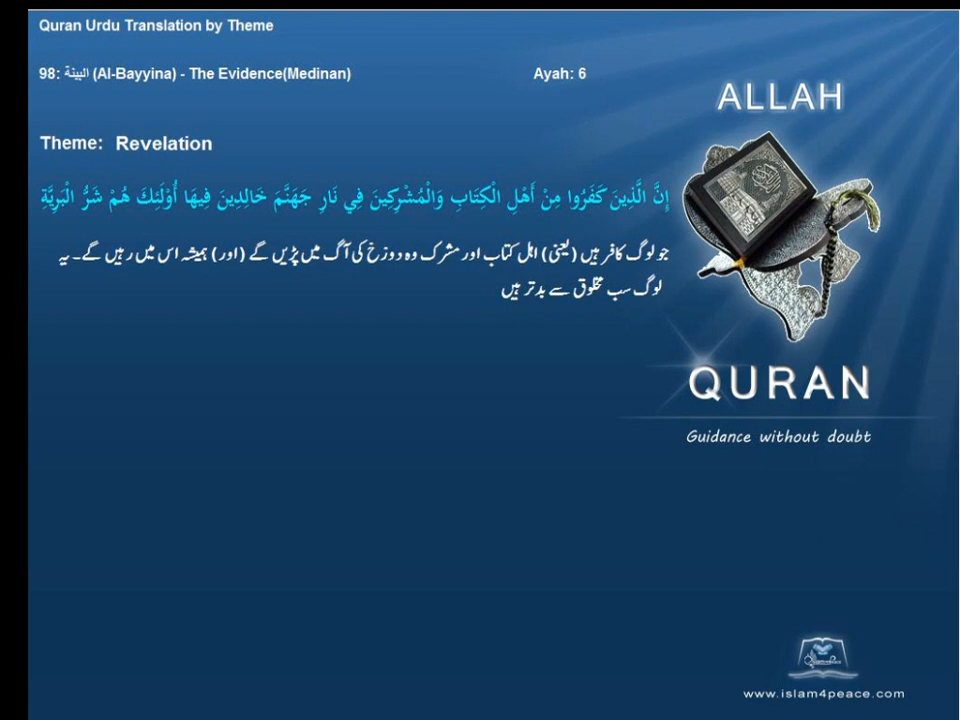 Quran Urdu Translation by Theme
98: البينة (Al-Bayyina) - The Evidence(Medinan) Ayah: 6
ALLAH
Theme: Revelation
إِنَّ الَّذِينَ كَفَرُوا مِنْ أَهْلِ الْكِتَابِ وَالْمُشْرِكِينَ فِي نَارِ جَهَنَّمَ خَالِدِينَ فِيهَا أُوْلَئِكَ هُمْ شَرُّ الْبَرِيَّةِ
جو لوگ کافر ہیں (یعنی) اہل کتاب اور مشرک وہ دوزخ کی آگ میں پڑیں گے (اور) ہمیشہ اس میں رہیں گے۔ یہ
لوگ سب مخلوق سے بدتر ہیں
QURAN
Guidance without doubt
www.islam4peace.com